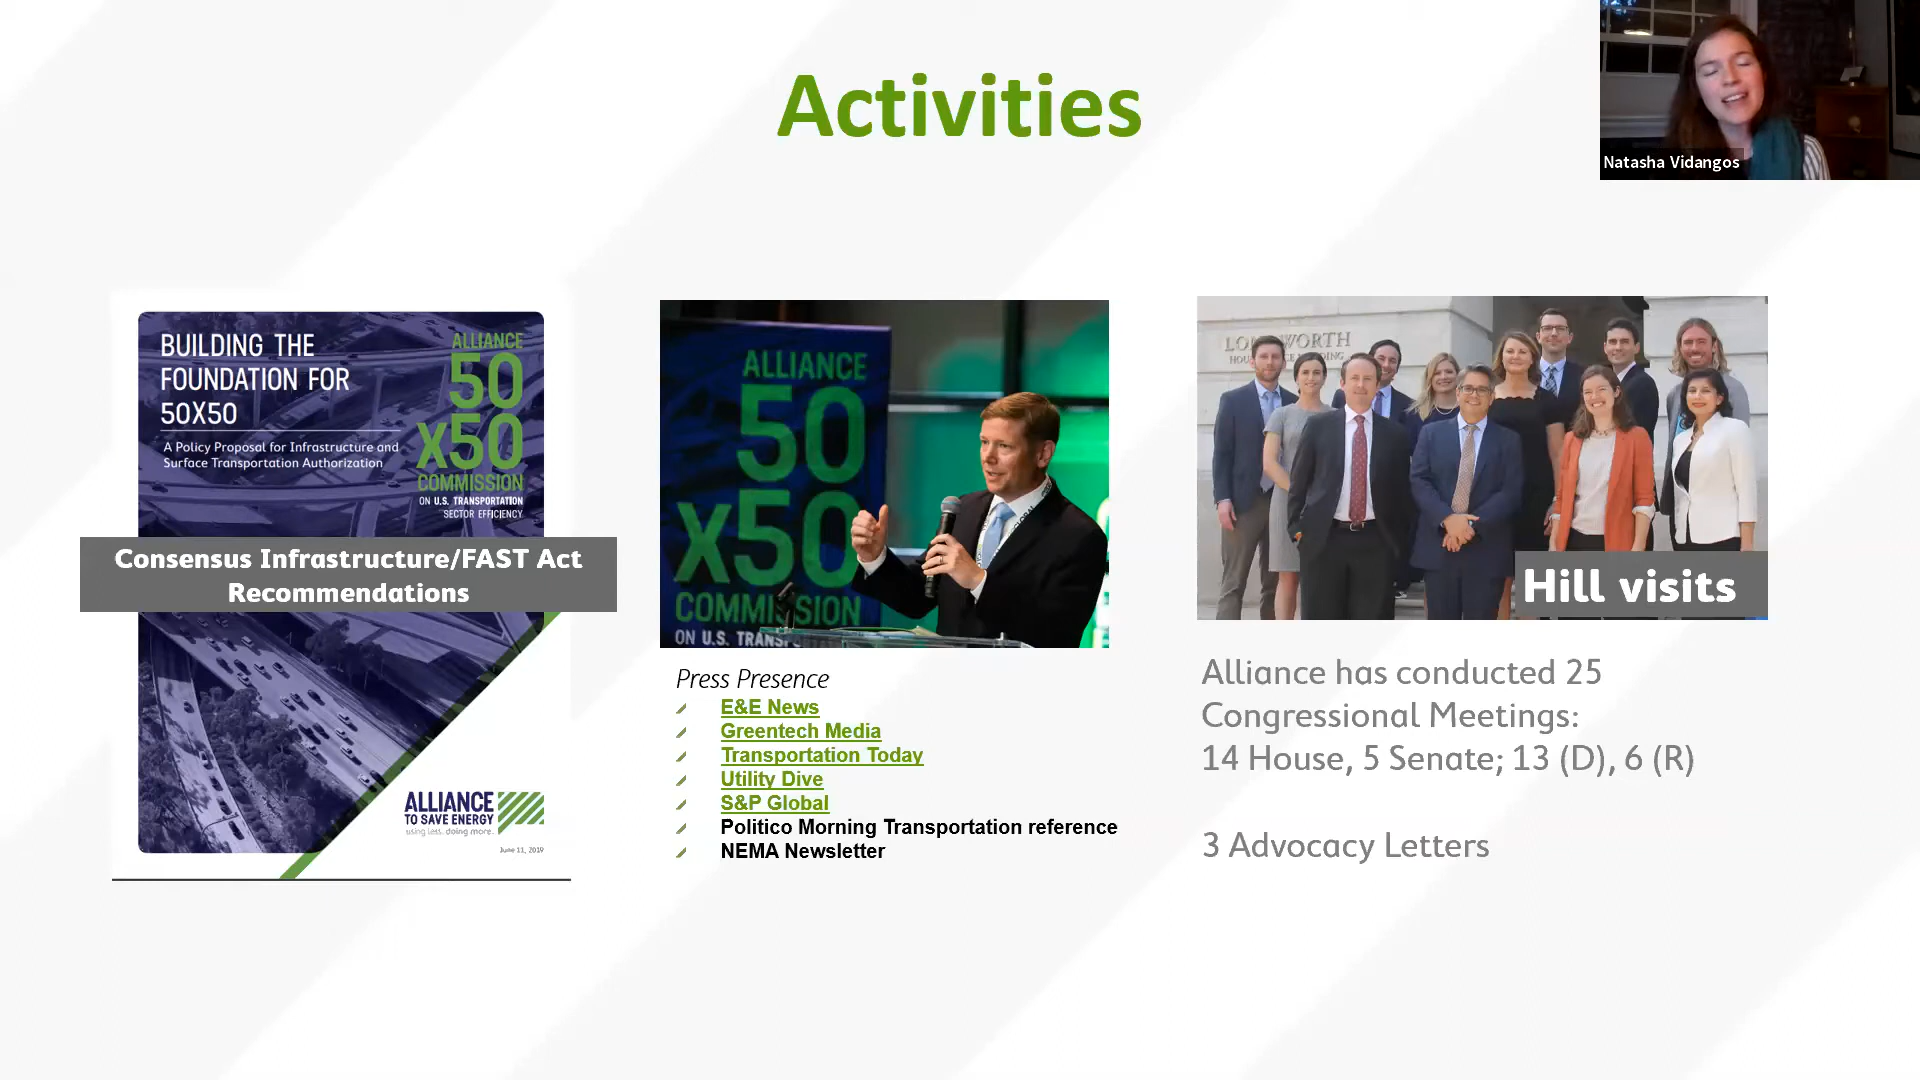 Activities
Natasha Vidangos
BUILDING THE
FOUNDATION FOR
50X50
A Policy Proposal for Infrastructure and
Surface Transportation Authorization
ALLIANCE
50
x50
COMMISSION
ON U.S. TRANSPORTATION
SECTOR EFFICIENCY
Consensus Infrastructure/FAST Act
Recommendations
ALLIANCE
TO SAVE ENERGY
using less. doing more.
June 11, 2019
ALLIANCE
50
x50
COMMISSION
ON U.S.
Press Presence
E&E News
Greentech Media
Transportation Today
Utility Dive
S&P Global
Politico Morning Transportation reference
NEMA Newsletter
Hill visits
Alliance has conducted 25
Congressional Meetings:
14 House, 5 Senate; 13 (D), 6 (R)
3 Advocacy Letters